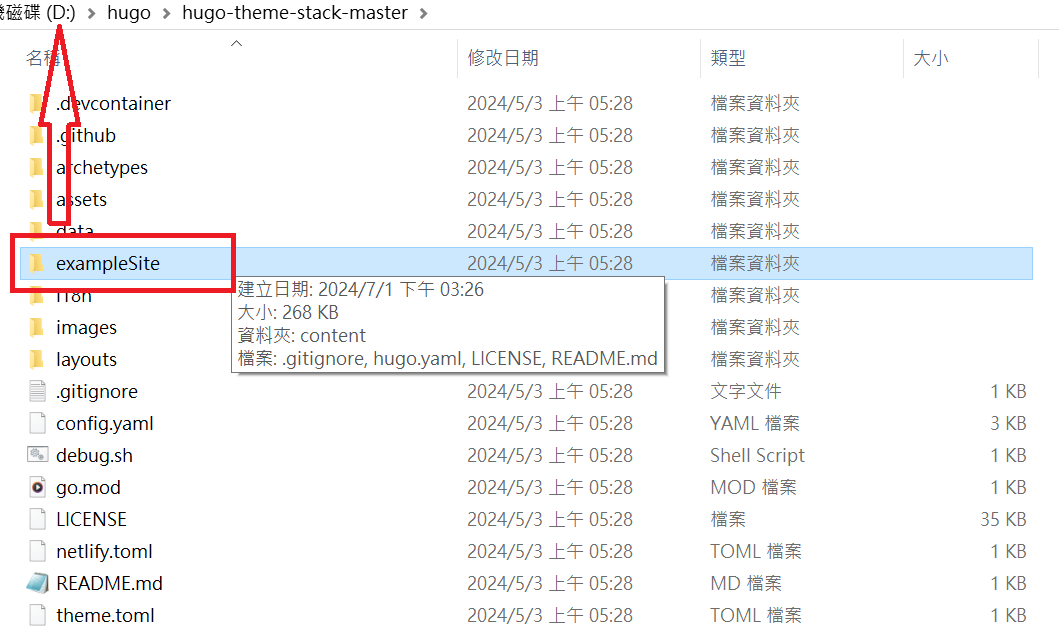 磁碟 (D:) > hugo > hugo-theme-stack-master >
名稱 修改日期 類型 大小
.devcontainer 2024/5/3 上午 05:28 檔案資料夾
.github 2024/5/3 上午 05:28 檔案資料夾
archetypes 2024/5/3 上午 05:28 檔案資料夾
assets 2024/5/3 上午 05:28 檔案資料夾
data 2024/5/3 上午 05:28 檔案資料夾
exampleSite 2024/5/3 上午 05:28 檔案資料夾
i18n 2024/5/3 上午 05:28 檔案資料夾
建立日期: 2024/7/1 下午 03:26
大小: 268 KB
資料夾: content
檔案: .gitignore, hugo.yaml, LICENSE, README.md
images 檔案資料夾
layouts 檔案資料夾
.gitignore 2024/5/3 上午 05:28 文字文件 1 KB
config.yaml 2024/5/3 上午 05:28 YAML 檔案 3 KB
debug.sh 2024/5/3 上午 05:28 Shell Script 1 KB
go.mod 2024/5/3 上午 05:28 MOD 檔案 1 KB
LICENSE 2024/5/3 上午 05:28 檔案 35 KB
netlify.toml 2024/5/3 上午 05:28 TOML 檔案 1 KB
README.md 2024/5/3 上午 05:28 MD 檔案 1 KB
theme.toml 2024/5/3 上午 05:28 TOML 檔案 1 KB